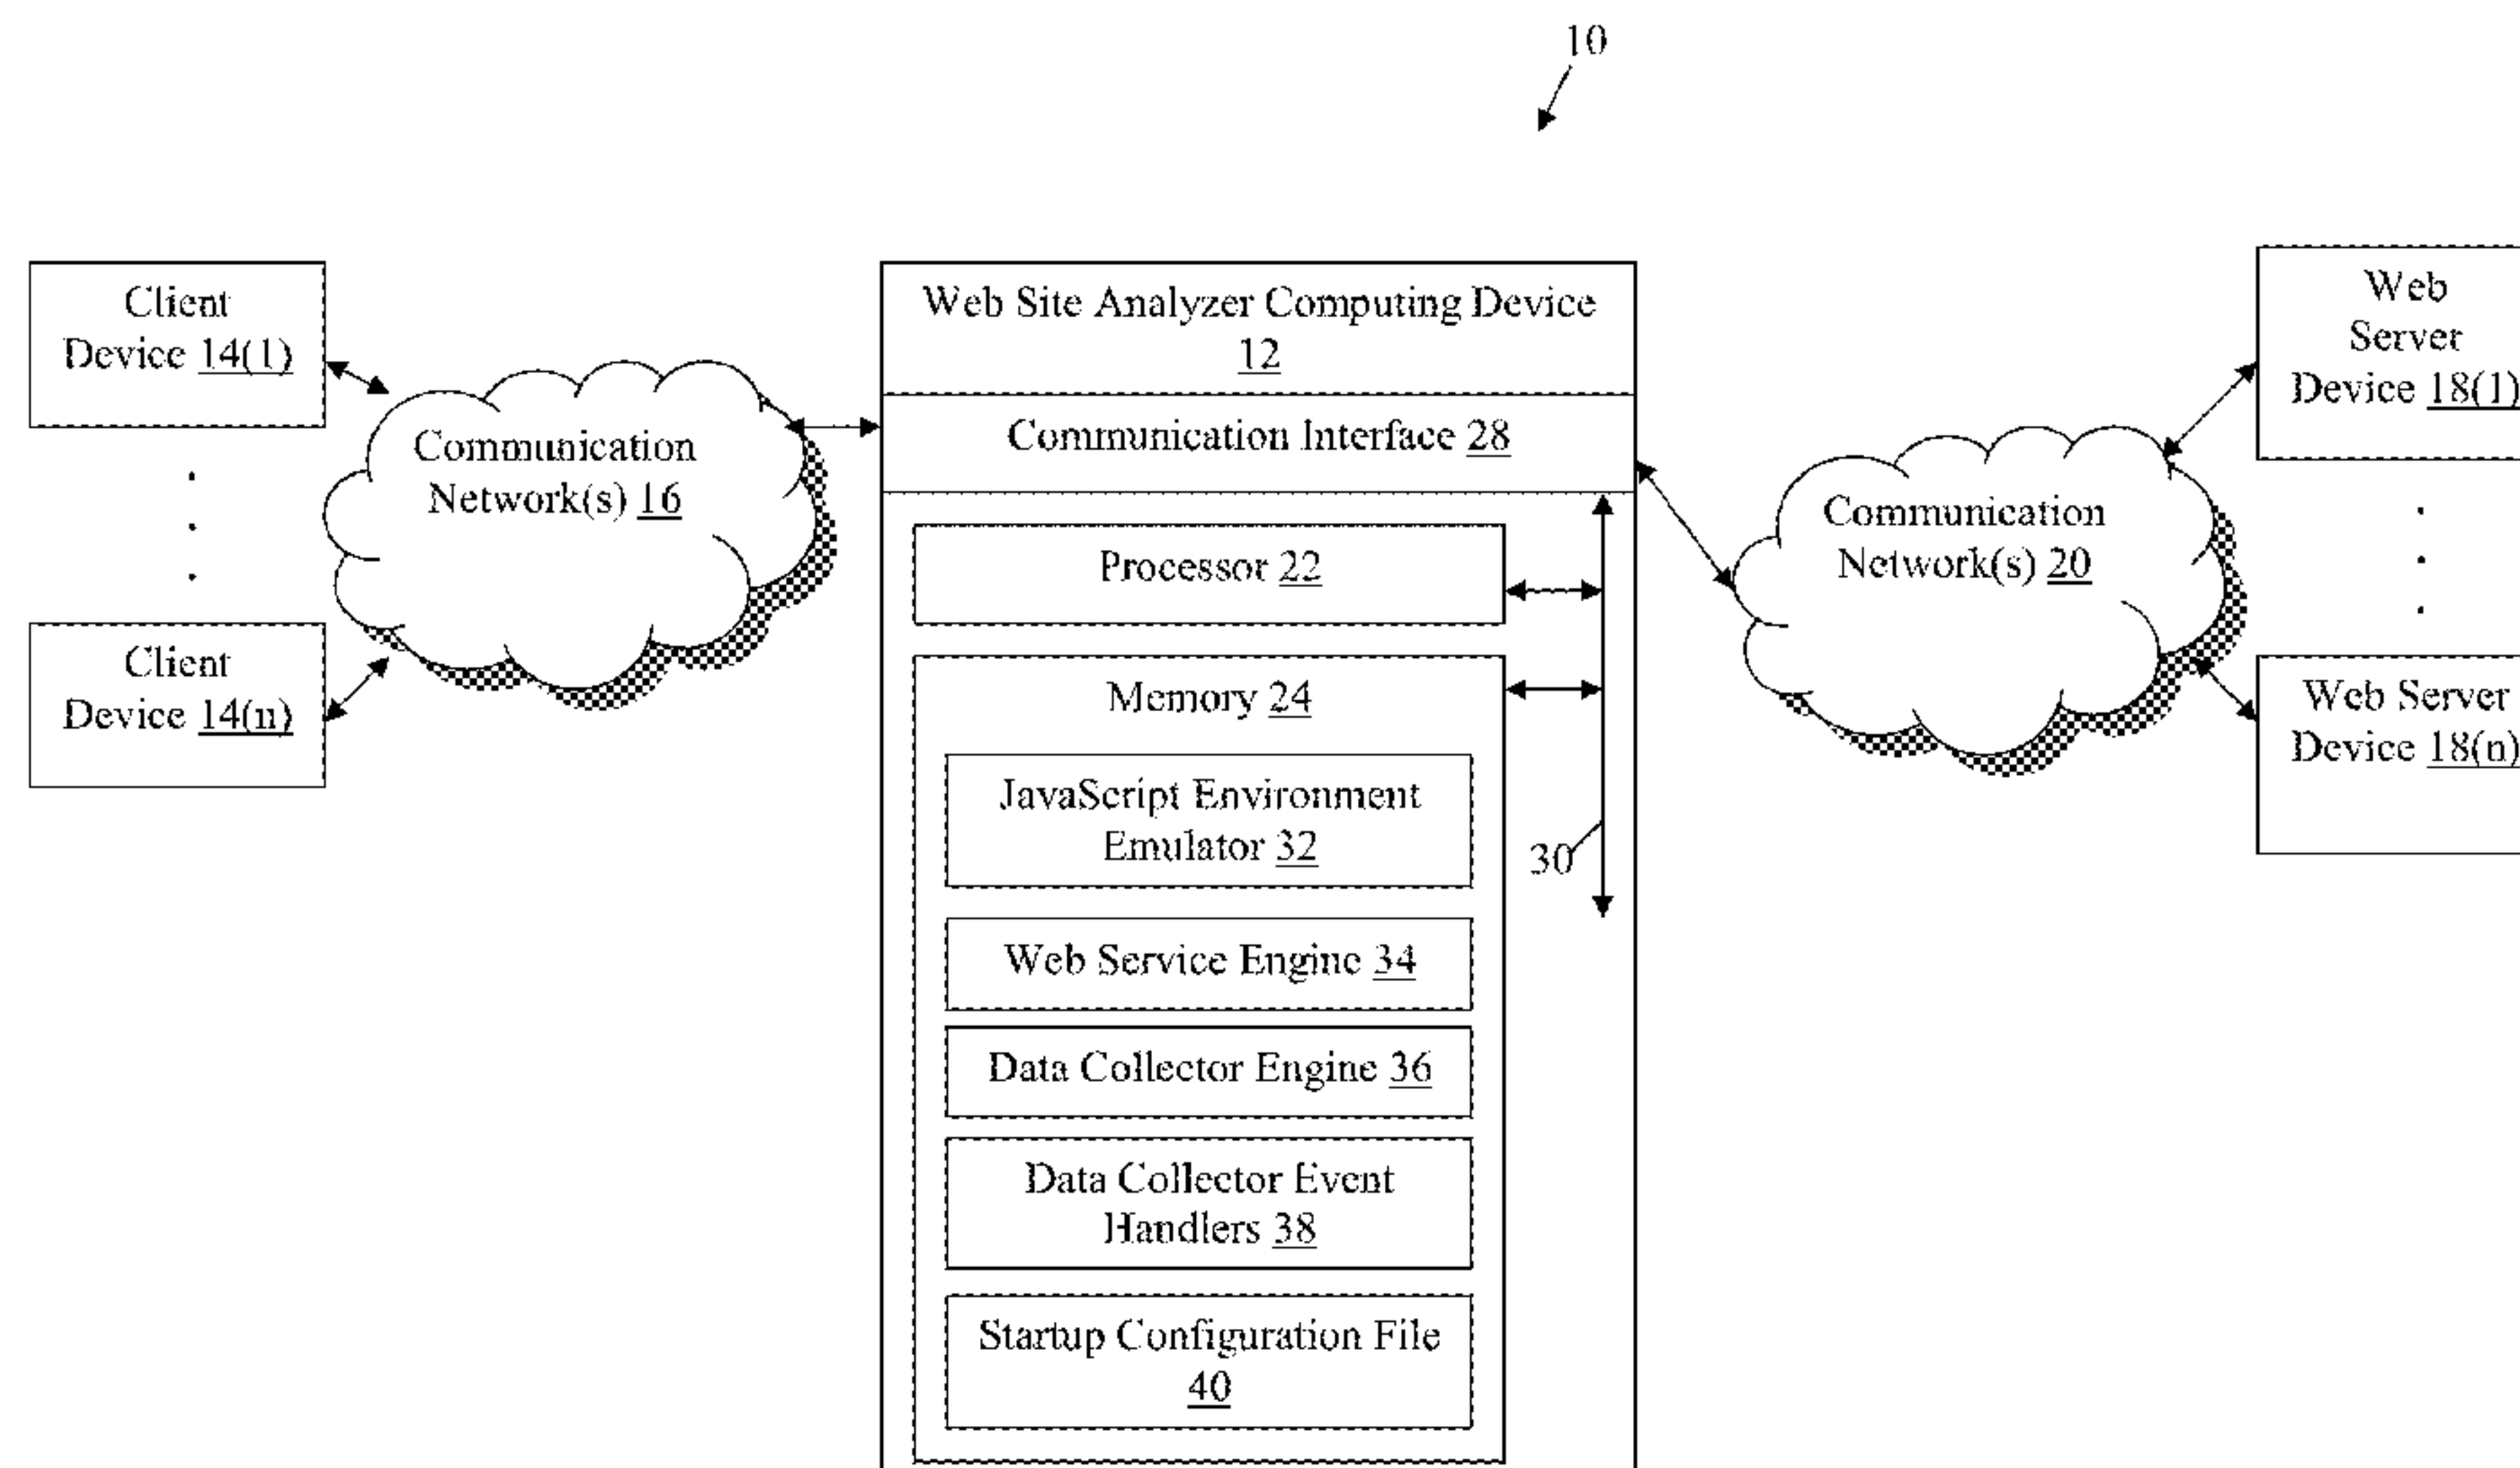 10
Client
Device 14(1)
Client
Device 14(n)
Communication
Network(s) 16
Web Site Analyzer Computing Device
12
Communication Interface 28
Processor 22
Memory 24
JavaScript Environment
Emulator 32
Web Service Engine 34
Data Collector Engine 36
Data Collector Event
Handlers 38
Startup Configuration File
40
30
Communication
Network(s) 20
Web
Server
Device 18(1)
Web Server
Device 18(n)